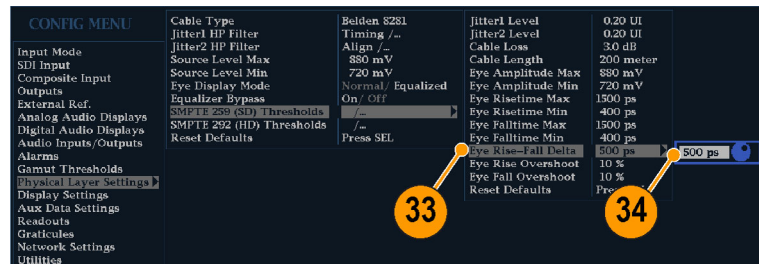 CONFIG MENU
Input Mode
SDI Input
Composite Input
Outputs
External Ref.
Analog Audio Displays
Digital Audio Displays
Audio Inputs/Outputs
Alarms
Gamut Thresholds
Physical Layer Settings
Display Settings
Aux Data Settings
Readouts
Graticules
Network Settings
Utilities
Cable Type Belden 8281
Jitter1 HP Filter Timing /...
Jitter2 HP Filter Align /...
Source Level Max 880 mV
Source Level Min 720 mV
Eye Display Mode Normal/ Equalized
Equalizer Bypass On/ Off
SMPTE 259 (SD) Thresholds /...
SMPTE 292 (HD) Thresholds /...
Reset Defaults Press SEL
Jitter1 Level 0.20 UI
Jitter2 Level 0.20 UI
Cable Loss 3.0 dB
Cable Length 200 meter
Eye Amplitude Max 880 mV
Eye Amplitude Min 720 mV
Eye Risetime Max 1500 ps
Eye Risetime Min 400 ps
Eye Falltime Max 1500 ps
Eye Falltime Min 400 ps
Eye Rise-Fall Delta 500 ps
Eye Rise Overshoot 10 %
Eye Fall Overshoot 10 %
Reset Defaults
500 ps
33
34